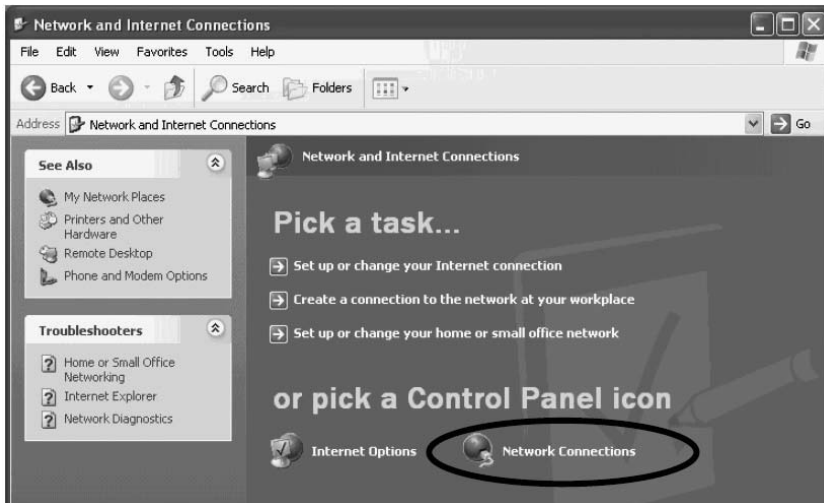 Network and Internet Connections
File Edit View Favorites Tools Help
Back Search Folders
Address Network and Internet Connections Go
See Also
My Network Places
Printers and Other
Hardware
Remote Desktop
Phone and Modem Options
Troubleshooters
Home or Small Office
Networking
Internet Explorer
Network Diagnostics
Network and Internet Connections
Pick a task...
Set up or change your Internet connection
Create a connection to the network at your workplace
Set up or change your home or small office network
or pick a Control Panel icon
Internet Options Network Connections